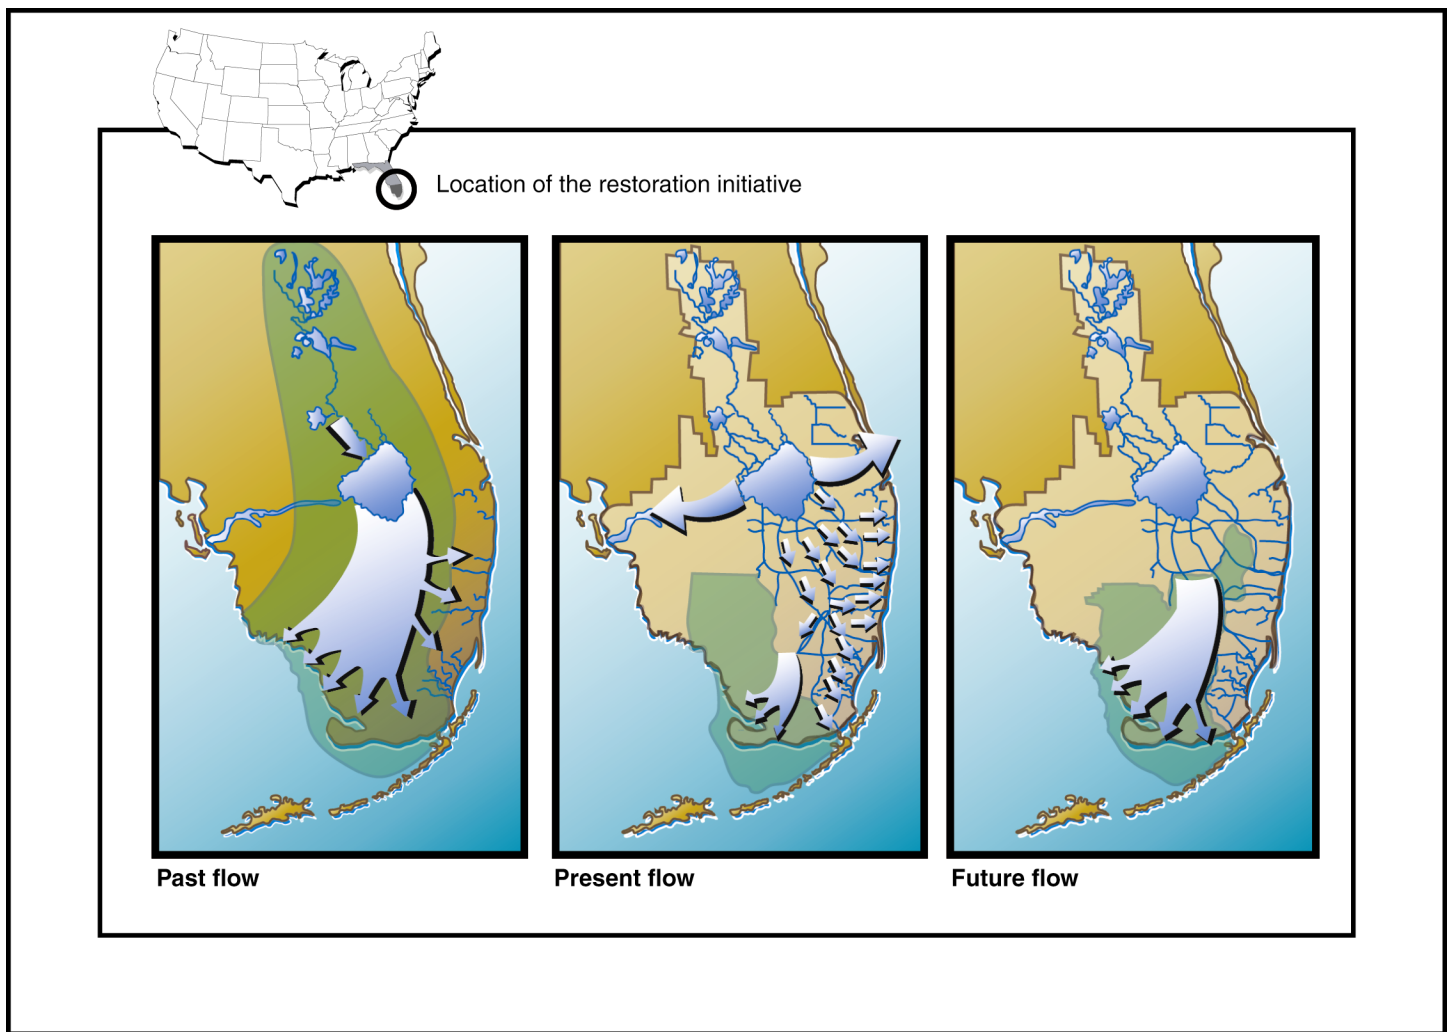 Location of the restoration initiative
Past flow
Present flow
Future flow